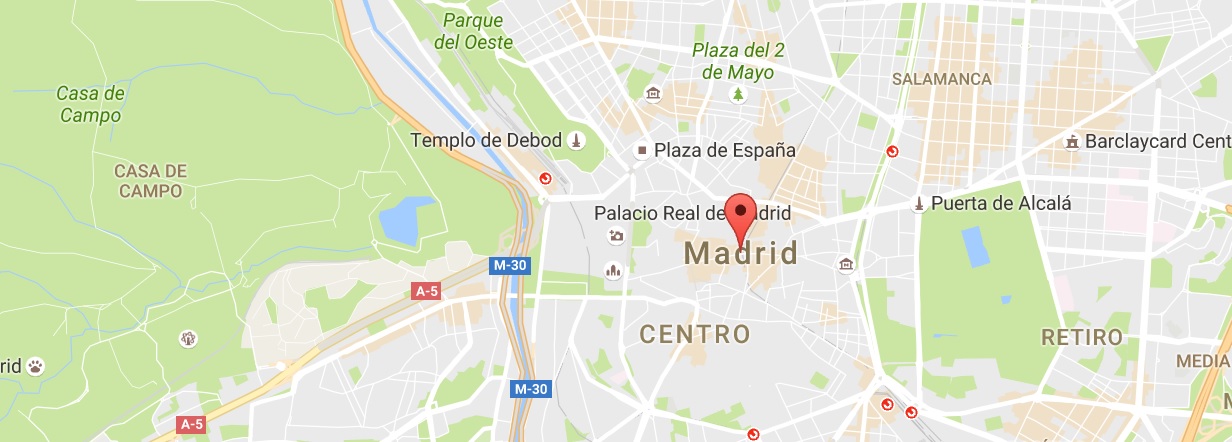 Parque
del Oeste
Plaza del 2
de Mayo
SALAMANCA
Casa de
Campo
Templo de Debod
Plaza de España
Barclaycard Cent
CASA DE
CAMPO
Palacio Real de Madrid
Puerta de Alcalá
Madrid
M-30
A-5
CENTRO
RETIRO
rid
MEDIA
M-30
A-5